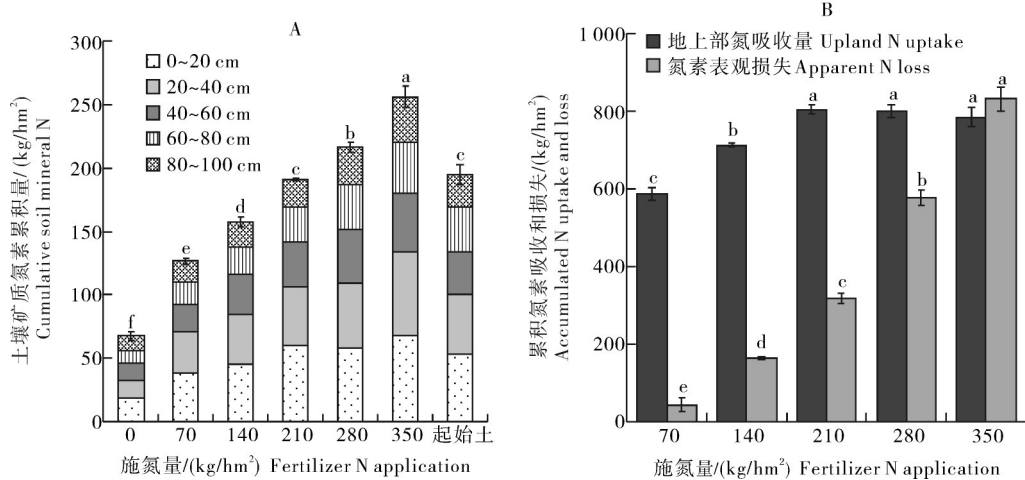 A
300
250
200
150
100
50
0
土壤矿质氮素累积量/(kg/hm²)
Cumulative soil mineral N
0~20 cm
20~40 cm
40~60 cm
60~80 cm
80~100 cm
f
e
d
c
b
a
c
0 70 140 210 280 350 起始土
施氮量/(kg/hm²) Fertilizer N application
B
1 000
800
600
400
200
0
累积氮素吸收和损失/(kg/hm²)
Accumulated N uptake and loss
地上部氮吸收量 Upland N uptake
氮素表观损失 Apparent N loss
c
e
b
d
a
c
a
b
a
a
70 140 210 280 350
施氮量/(kg/hm²) Fertilizer N application